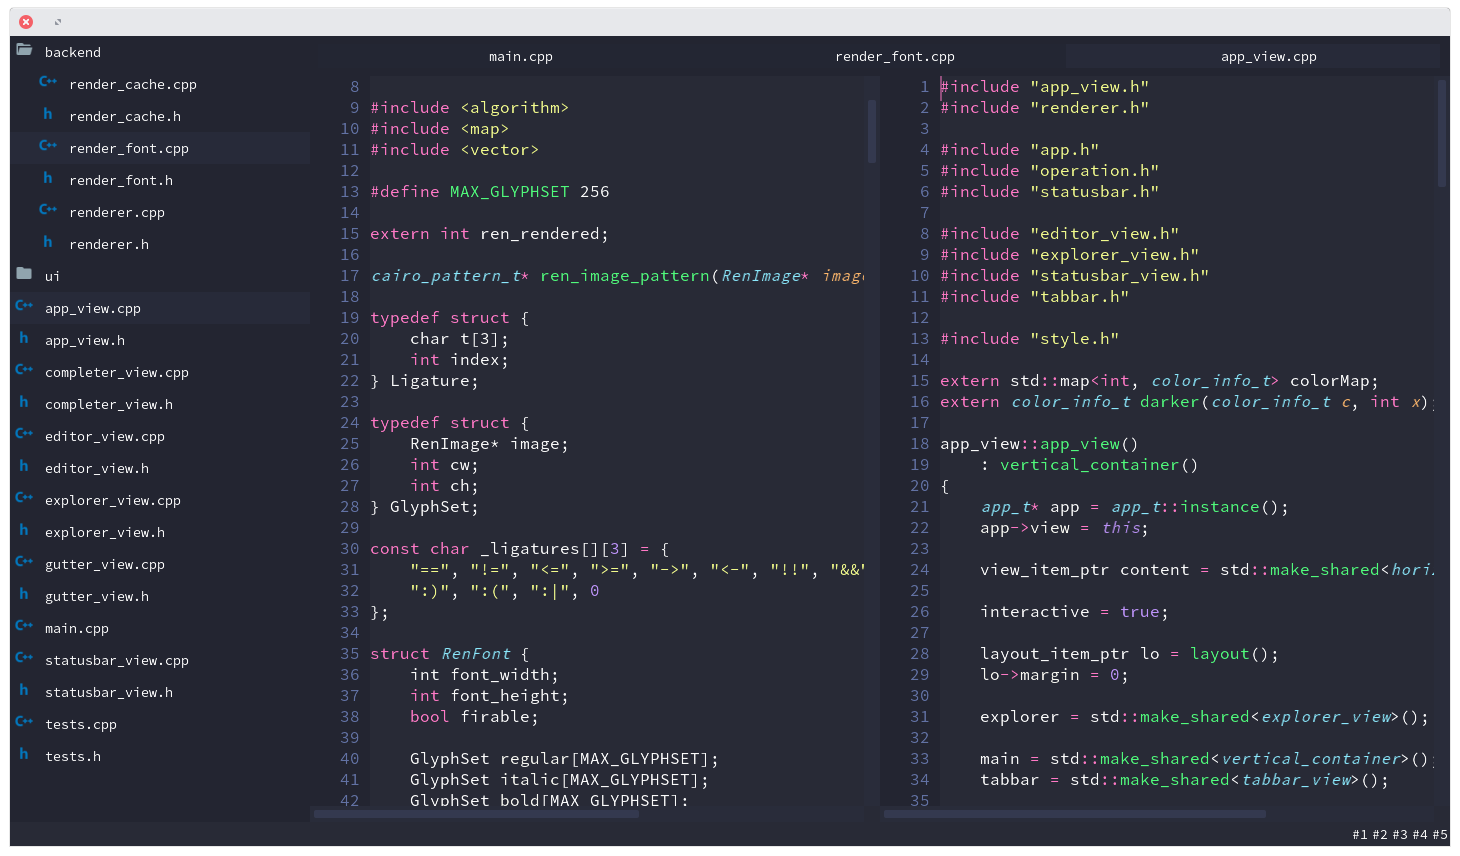 backend
render_cache.cpp
render_cache.h
render_font.cpp
render_font.h
renderer.cpp
renderer.h
ui
app_view.cpp
app_view.h
completer_view.cpp
completer_view.h
editor_view.cpp
editor_view.h
explorer_view.cpp
explorer_view.h
gutter_view.cpp
gutter_view.h
main.cpp
statusbar_view.cpp
statusbar_view.h
tests.cpp
tests.h
main.cpp render_font.cpp app_view.cpp
8
9 #include <algorithm>
10 #include <map>
11 #include <vector>
12
13 #define MAX_GLYPHSET 256
14
15 extern int ren_rendered;
16
17 cairo_pattern_t* ren_image_pattern(RenImage* image
18
19 typedef struct {
20     char t[3];
21     int index;
22 } Ligature;
23
24 typedef struct {
25     RenImage* image;
26     int cw;
27     int ch;
28 } GlyphSet;
29
30 const char _ligatures[][3] = {
31     "==", "!=", "<=", ">=", "->", "<-", "!!", "&&"
32     ":)", ":(", ":|", 0
33 };
34
35 struct RenFont {
36     int font_width;
37     int font_height;
38     bool firable;
39
40     GlyphSet regular[MAX_GLYPHSET];
41     GlyphSet italic[MAX_GLYPHSET];
42     GlyphSet bold[MAX_GLYPHSET];
1 #include "app_view.h"
2 #include "renderer.h"
3
4 #include "app.h"
5 #include "operation.h"
6 #include "statusbar.h"
7
8 #include "editor_view.h"
9 #include "explorer_view.h"
10 #include "statusbar_view.h"
11 #include "tabbar.h"
12
13 #include "style.h"
14
15 extern std::map<int, color_info_t> colorMap;
16 extern color_info_t darker(color_info_t c, int x);
17
18 app_view::app_view()
19     : vertical_container()
20 {
21     app_t* app = app_t::instance();
22     app->view = this;
23
24     view_item_ptr content = std::make_shared<hori
25
26     interactive = true;
27
28     layout_item_ptr lo = layout();
29     lo->margin = 0;
30
31     explorer = std::make_shared<explorer_view>();
32
33     main = std::make_shared<vertical_container>();
34     tabbar = std::make_shared<tabbar_view>();
35
#1 #2 #3 #4 #5